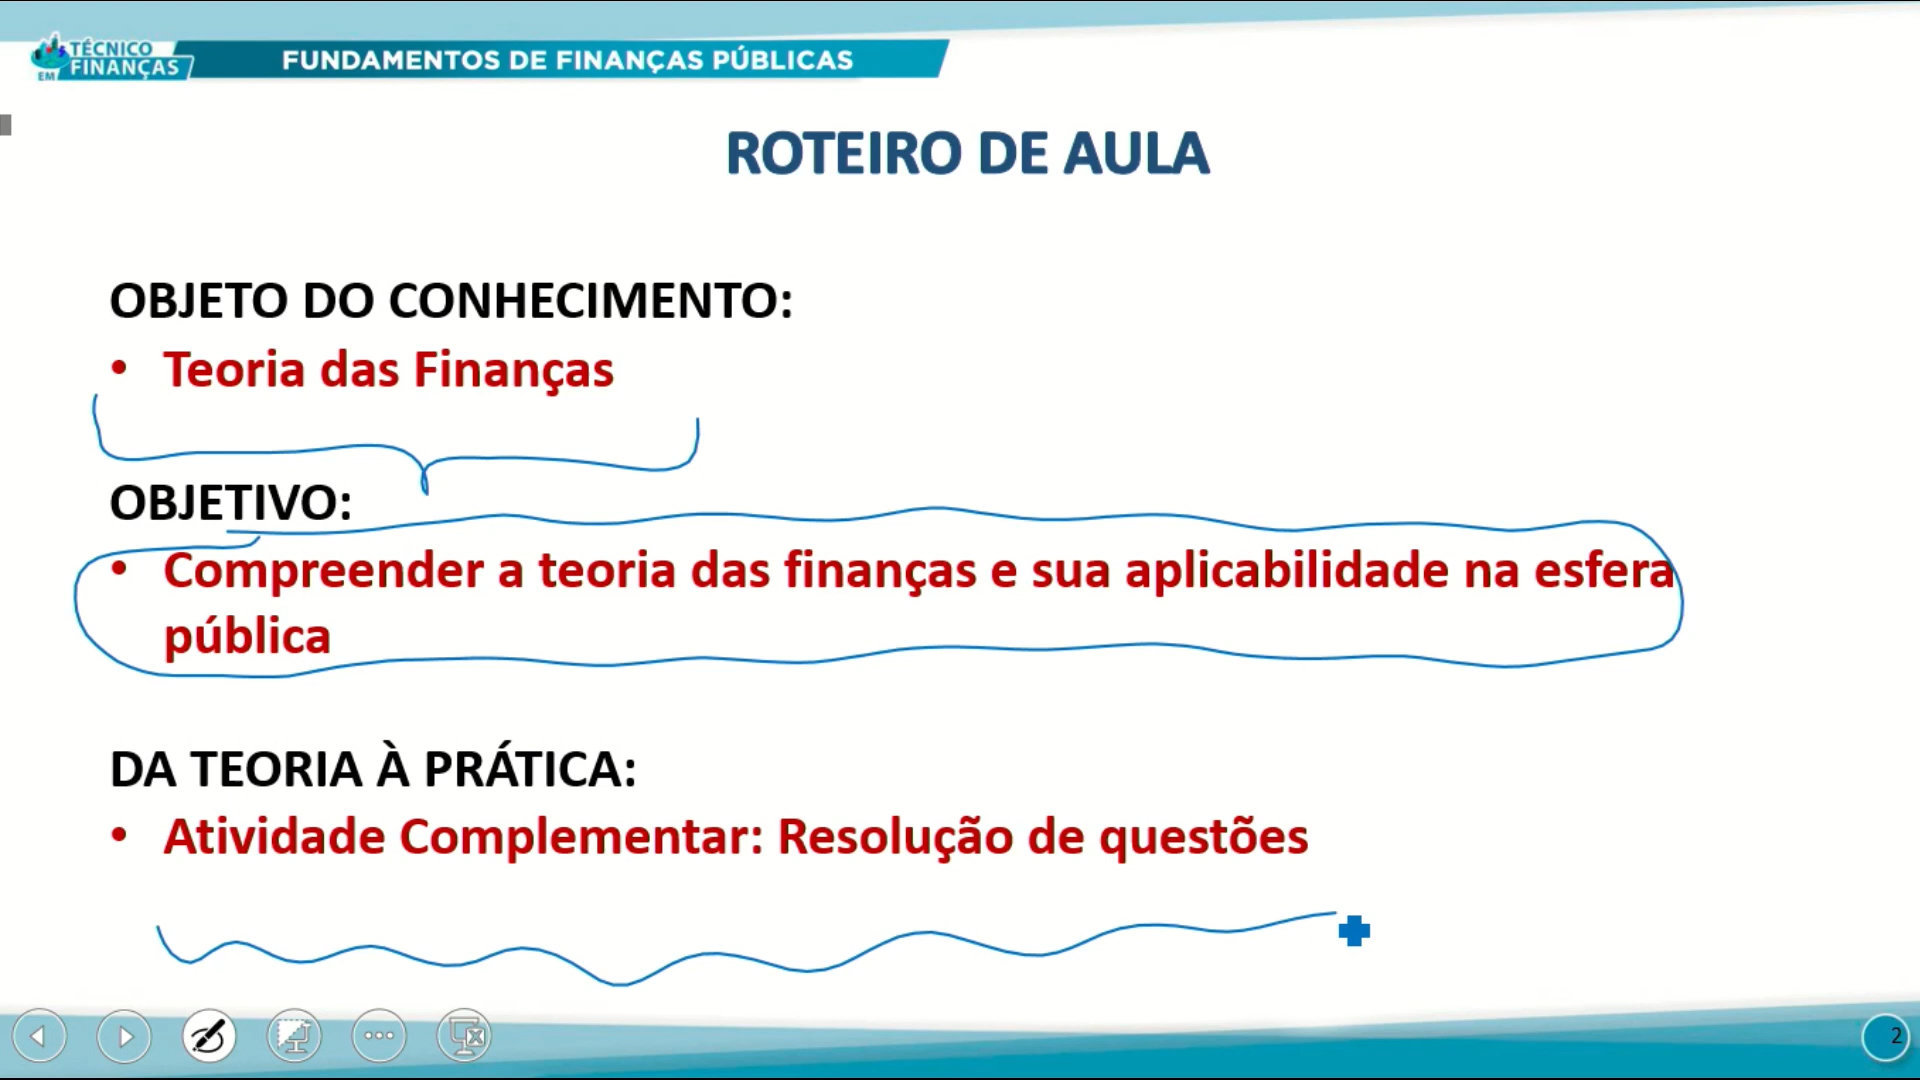 TÉCNICO
EM FINANÇAS
FUNDAMENTOS DE FINANÇAS PÚBLICAS
ROTEIRO DE AULA
OBJETO DO CONHECIMENTO:
• Teoria das Finanças
OBJETIVO:
• Compreender a teoria das finanças e sua aplicabilidade na esfera
pública
DA TEORIA À PRÁTICA:
• Atividade Complementar: Resolução de questões
2